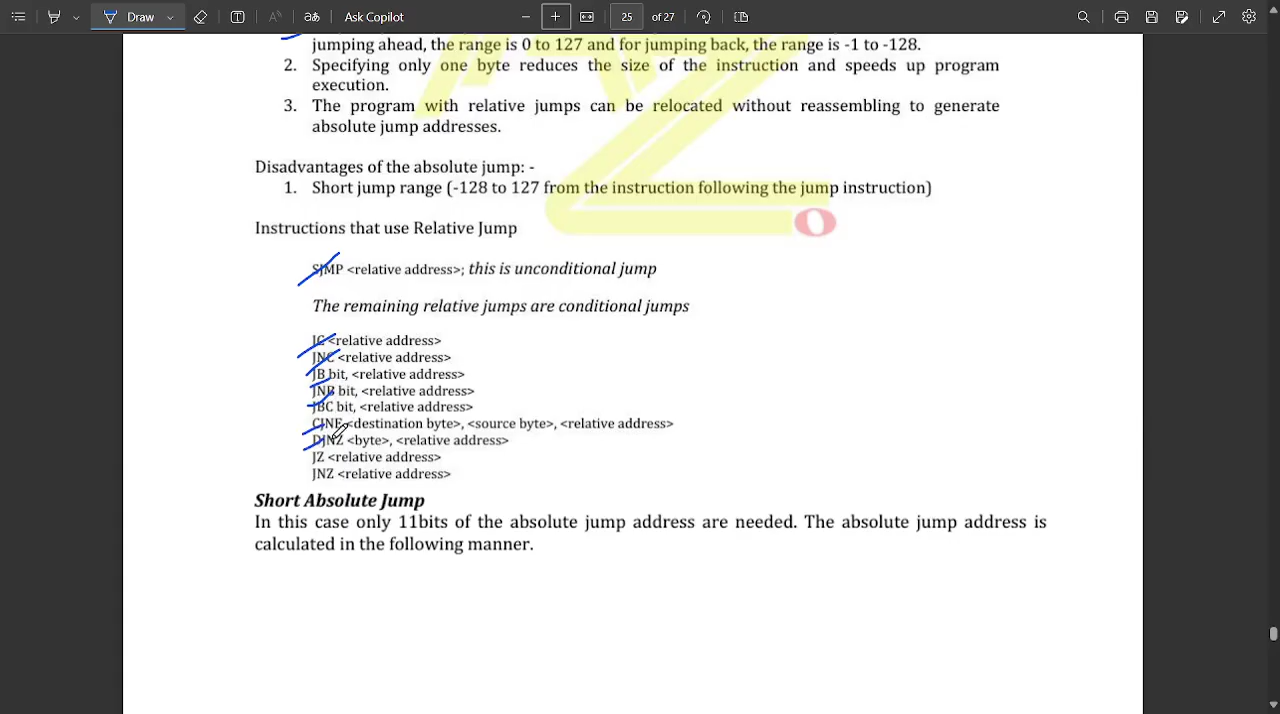 Draw
Ask Copilot
25
of 27
jumping ahead, the range is 0 to 127 and for jumping back, the range is -1 to -128.
2. Specifying only one byte reduces the size of the instruction and speeds up program
execution.
3. The program with relative jumps can be relocated without reassembling to generate
absolute jump addresses.
Disadvantages of the absolute jump: -
1. Short jump range (-128 to 127 from the instruction following the jump instruction)
Instructions that use Relative Jump
SJMP <relative address>; this is unconditional jump
The remaining relative jumps are conditional jumps
JC <relative address>
JNC <relative address>
JB bit, <relative address>
JNB bit, <relative address>
JBC bit, <relative address>
CJNE <destination byte>, <source byte>, <relative address>
DJNZ <byte>, <relative address>
JZ <relative address>
JNZ <relative address>
Short Absolute Jump
In this case only 11bits of the absolute jump address are needed. The absolute jump address is
calculated in the following manner.